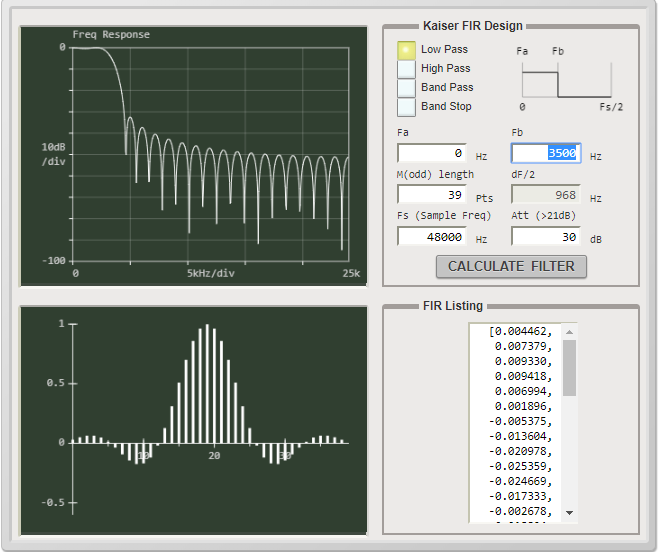 Freq Response
0
10dB
/div
-100
0
5kHz/div
25k
Kaiser FIR Design
Low Pass
High Pass
Band Pass
Band Stop
Fa
Fb
0
Fs/2
Fa
Fb
0
Hz
3500
Hz
M(odd) length
dF/2
39
Pts
968
Hz
Fs (Sample Freq)
Att (>21dB)
48000
Hz
30
dB
CALCULATE FILTER
1
0.5
0
-0.5
10
20
30
FIR Listing
[0.004462,
0.007379,
0.009330,
0.009418,
0.006994,
0.001896,
-0.005375,
-0.013604,
-0.020978,
-0.025359,
-0.024669,
-0.017333,
-0.002678,